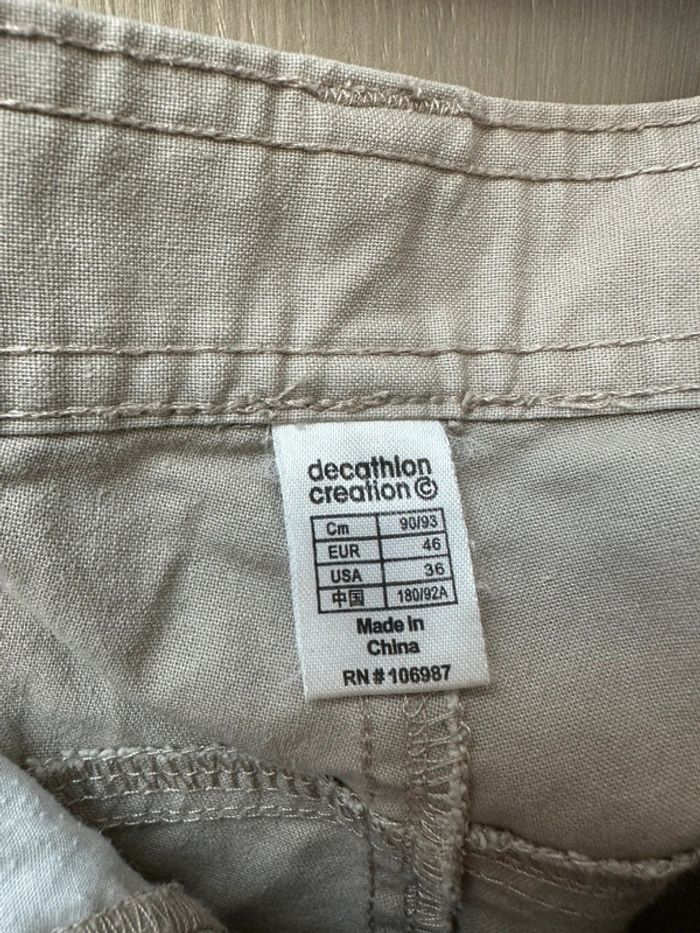 decathlon
creation ©
Cm 90/93
EUR 46
USA 36
中国 180/92A
Made in
China
RN # 106987